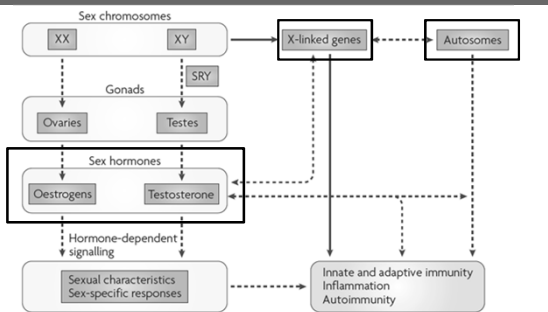 Sex chromosomes
XX
XY
X-linked genes
Autosomes
SRY
Gonads
Ovaries
Testes
Sex hormones
Oestrogens
Testosterone
Hormone-dependent
signalling
Sexual characteristics
Sex-specific responses
Innate and adaptive immunity
Inflammation
Autoimmunity